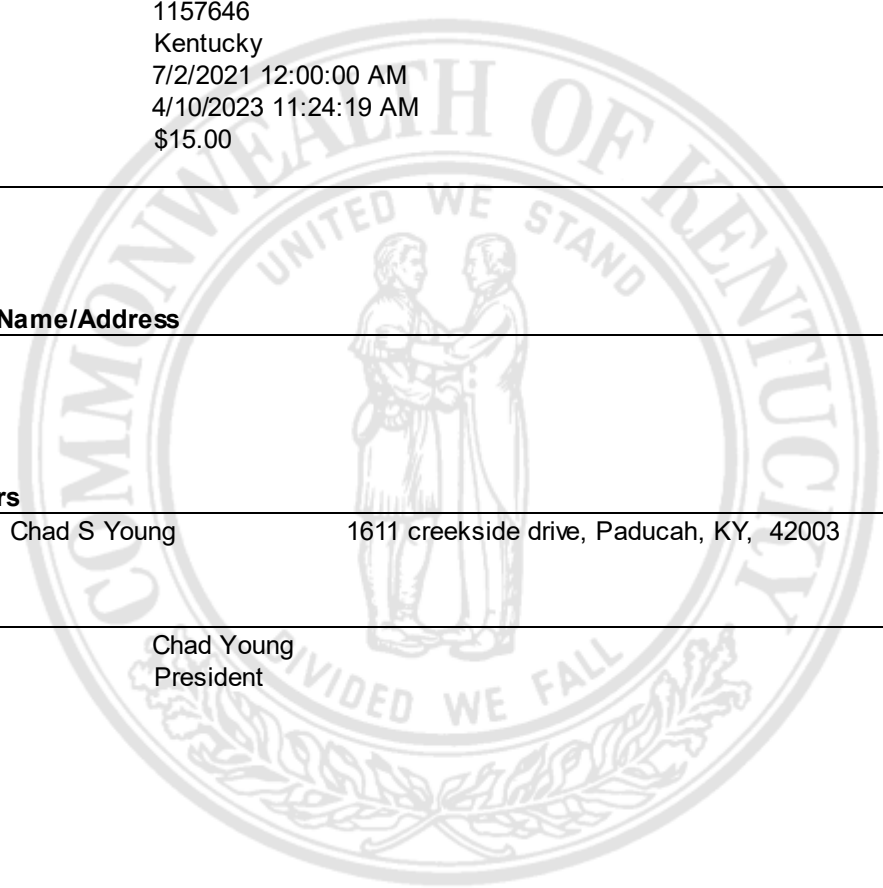 1157646
Kentucky
7/2/2021 12:00:00 AM
4/10/2023 11:24:19 AM
$15.00
COMMONWEALTH OF KENTUCKY
UNITED WE STAND
Name/Address
rs
Chad S Young 1611 creekside drive, Paducah, KY, 42003
Chad Young
President
DIVIDED WE FALL